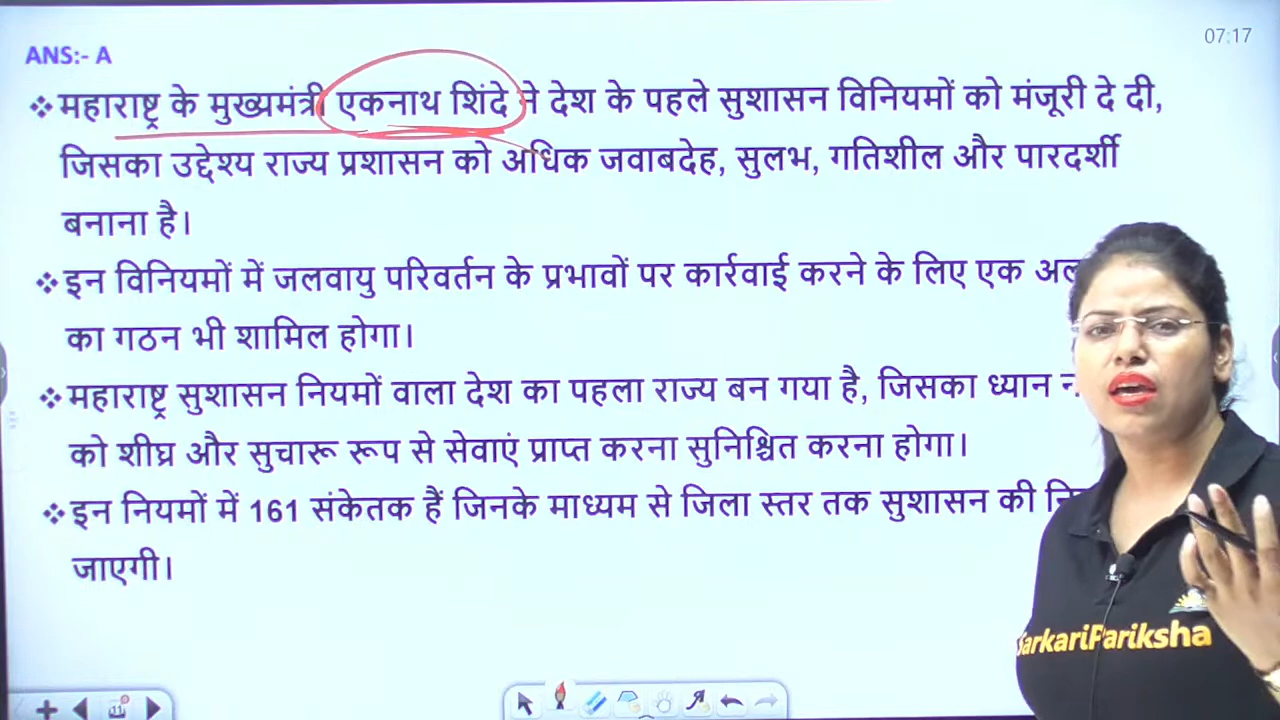 07:17
ANS:- A
❖महाराष्ट्र के मुख्यमंत्री एकनाथ शिंदे ने देश के पहले सुशासन विनियमों को मंजूरी दे दी,
जिसका उद्देश्य राज्य प्रशासन को अधिक जवाबदेह, सुलभ, गतिशील और पारदर्शी
बनाना है।
❖इन विनियमों में जलवायु परिवर्तन के प्रभावों पर कार्रवाई करने के लिए एक
का गठन भी शामिल होगा।
❖महाराष्ट्र सुशासन नियमों वाला देश का पहला राज्य बन गया है, जिसका ध्यान
को शीघ्र और सुचारू रूप से सेवाएं प्राप्त करना सुनिश्चित करना होगा।
❖इन नियमों में 161 संकेतक हैं जिनके माध्यम से जिला स्तर तक सुशासन की
जाएगी।
SarkariPariksha
11